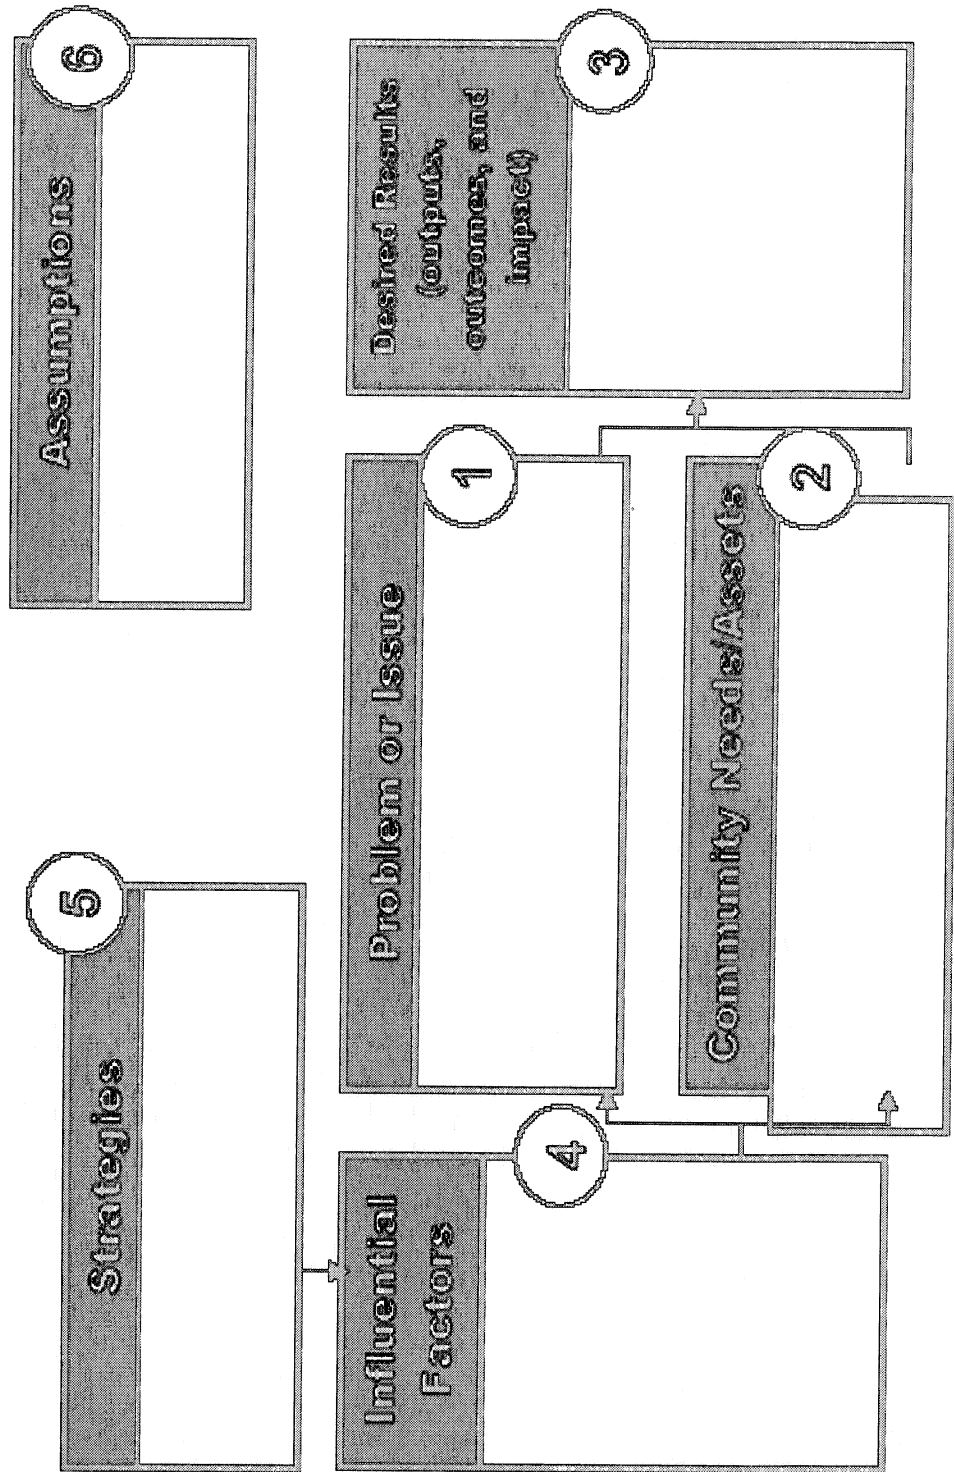 Strategies
5
Assumptions
6
Influential
Factors
4
Problem or Issue
1
Community Needs/Assets
2
Desired Results
(outputs,
outcomes, and
impact)
3